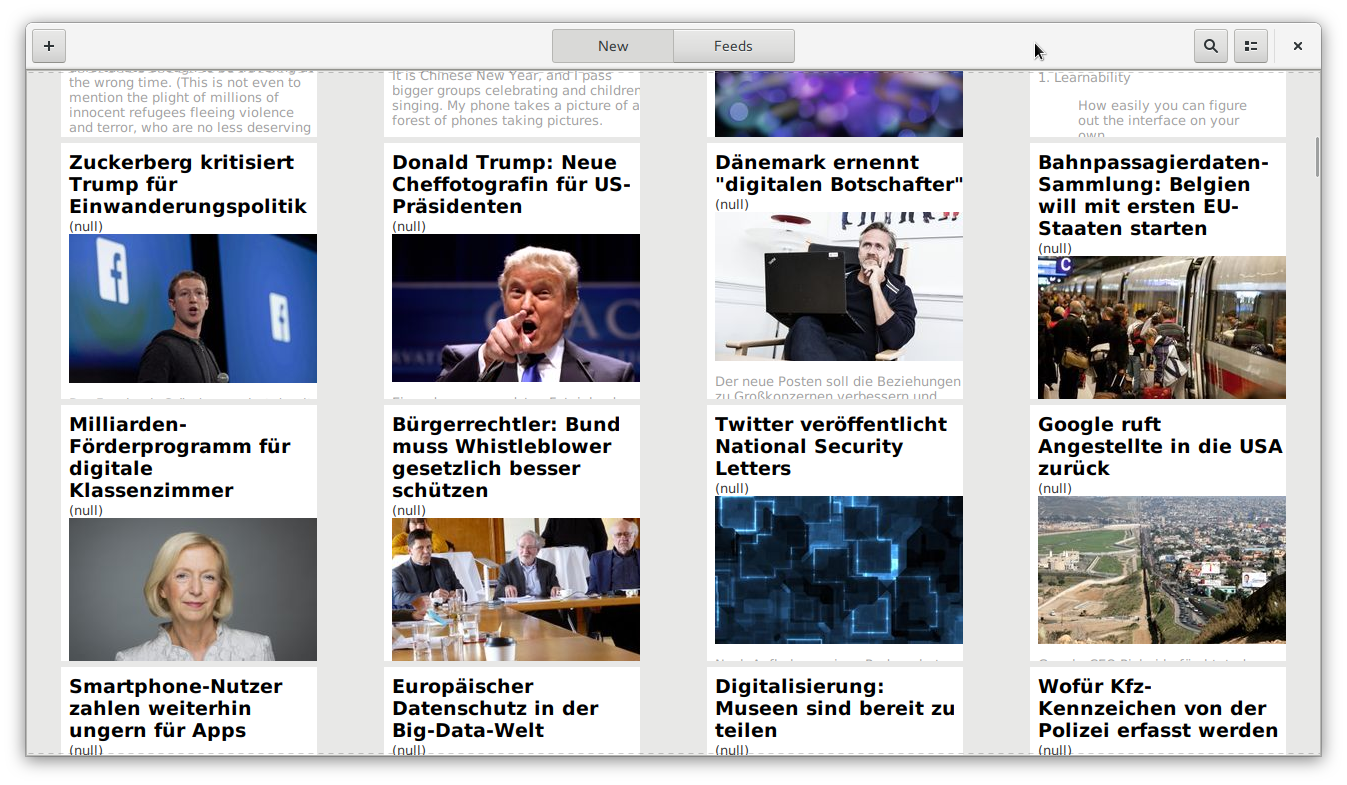 New
Feeds
the wrong time. (This is not even to
mention the plight of millions of
innocent refugees fleeing violence
and terror, who are no less deserving
It is Chinese New Year, and I pass
bigger groups celebrating and children
singing. My phone takes a picture of a
forest of phones taking pictures.
1. Learnability
How easily you can figure
out the interface on your
own.
Zuckerberg kritisiert
Trump für
Einwanderungspolitik
(null)
Donald Trump: Neue
Cheffotografin für US-
Präsidenten
(null)
Dänemark ernennt
"digitalen Botschafter"
(null)
Der neue Posten soll die Beziehungen
zu Großkonzernen verbessern und
Bahnpassagierdaten-
Sammlung: Belgien
will mit ersten EU-
Staaten starten
(null)
C
Milliarden-
Förderprogramm für
digitale
Klassenzimmer
(null)
Bürgerrechtler: Bund
muss Whistleblower
gesetzlich besser
schützen
(null)
Twitter veröffentlicht
National Security
Letters
(null)
Google ruft
Angestellte in die USA
zurück
(null)
Smartphone-Nutzer
zahlen weiterhin
ungern für Apps
(null)
Europäischer
Datenschutz in der
Big-Data-Welt
(null)
Digitalisierung:
Museen sind bereit zu
teilen
(null)
Wofür Kfz-
Kennzeichen von der
Polizei erfasst werden
(null)